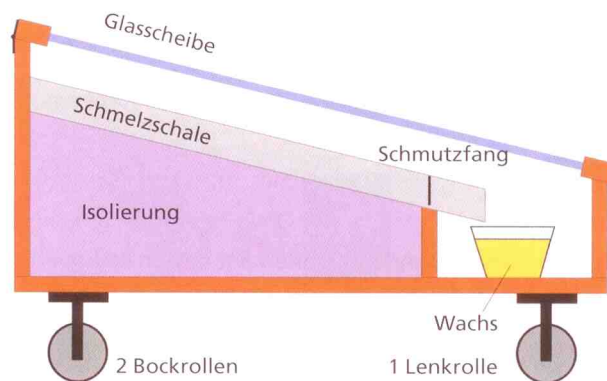 Glasscheibe
Schmelzschale
Schmutzfang
Isolierung
Wachs
2 Bockrollen
1 Lenkrolle